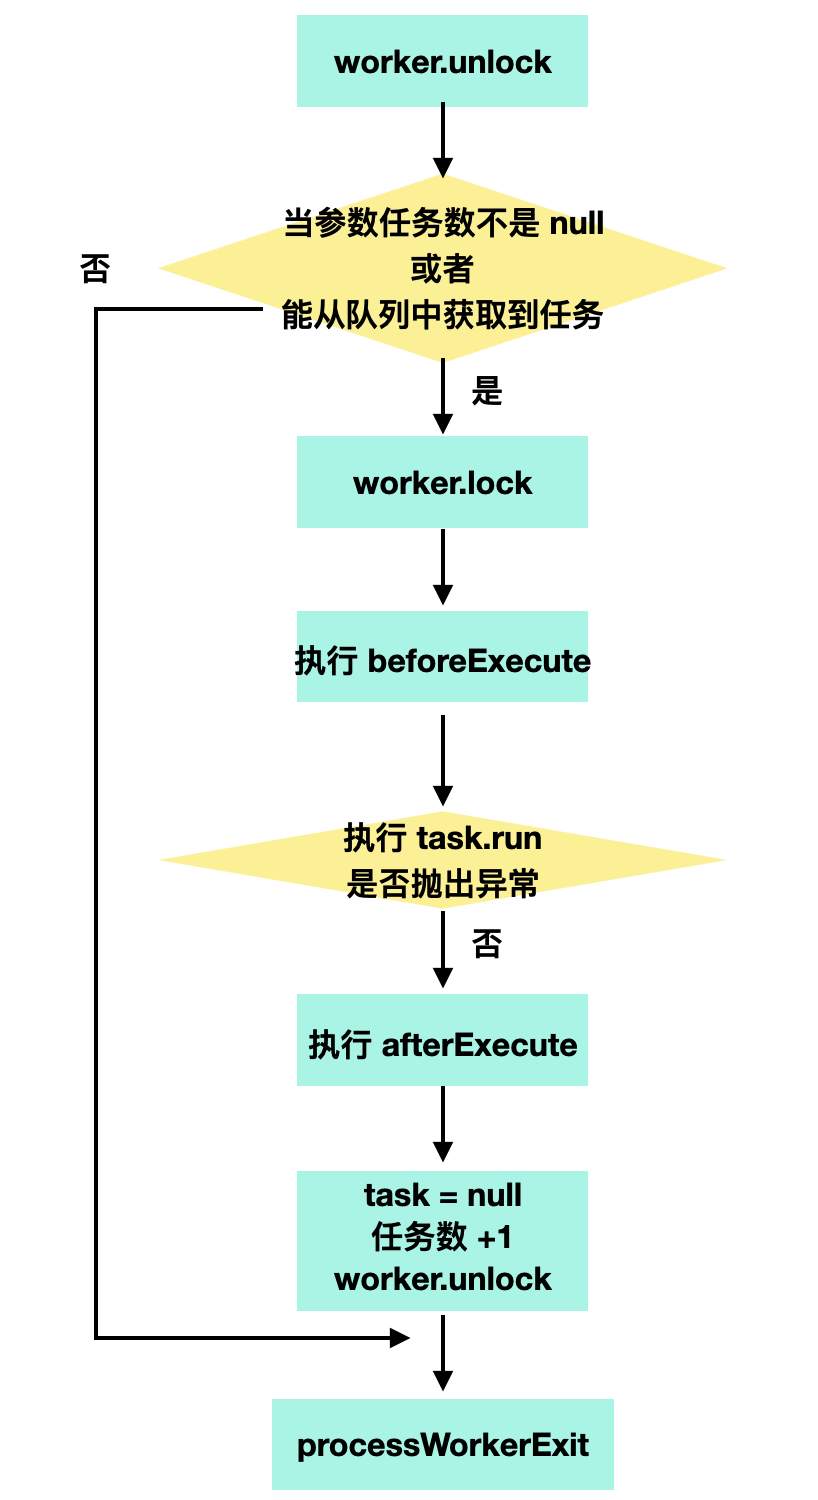 worker.unlock
当参数任务数不是 null
或者
能从队列中获取到任务
否
是
worker.lock
执行 beforeExecute
执行 task.run
是否抛出异常
否
执行 afterExecute
task = null
任务数 +1
worker.unlock
processWorkerExit